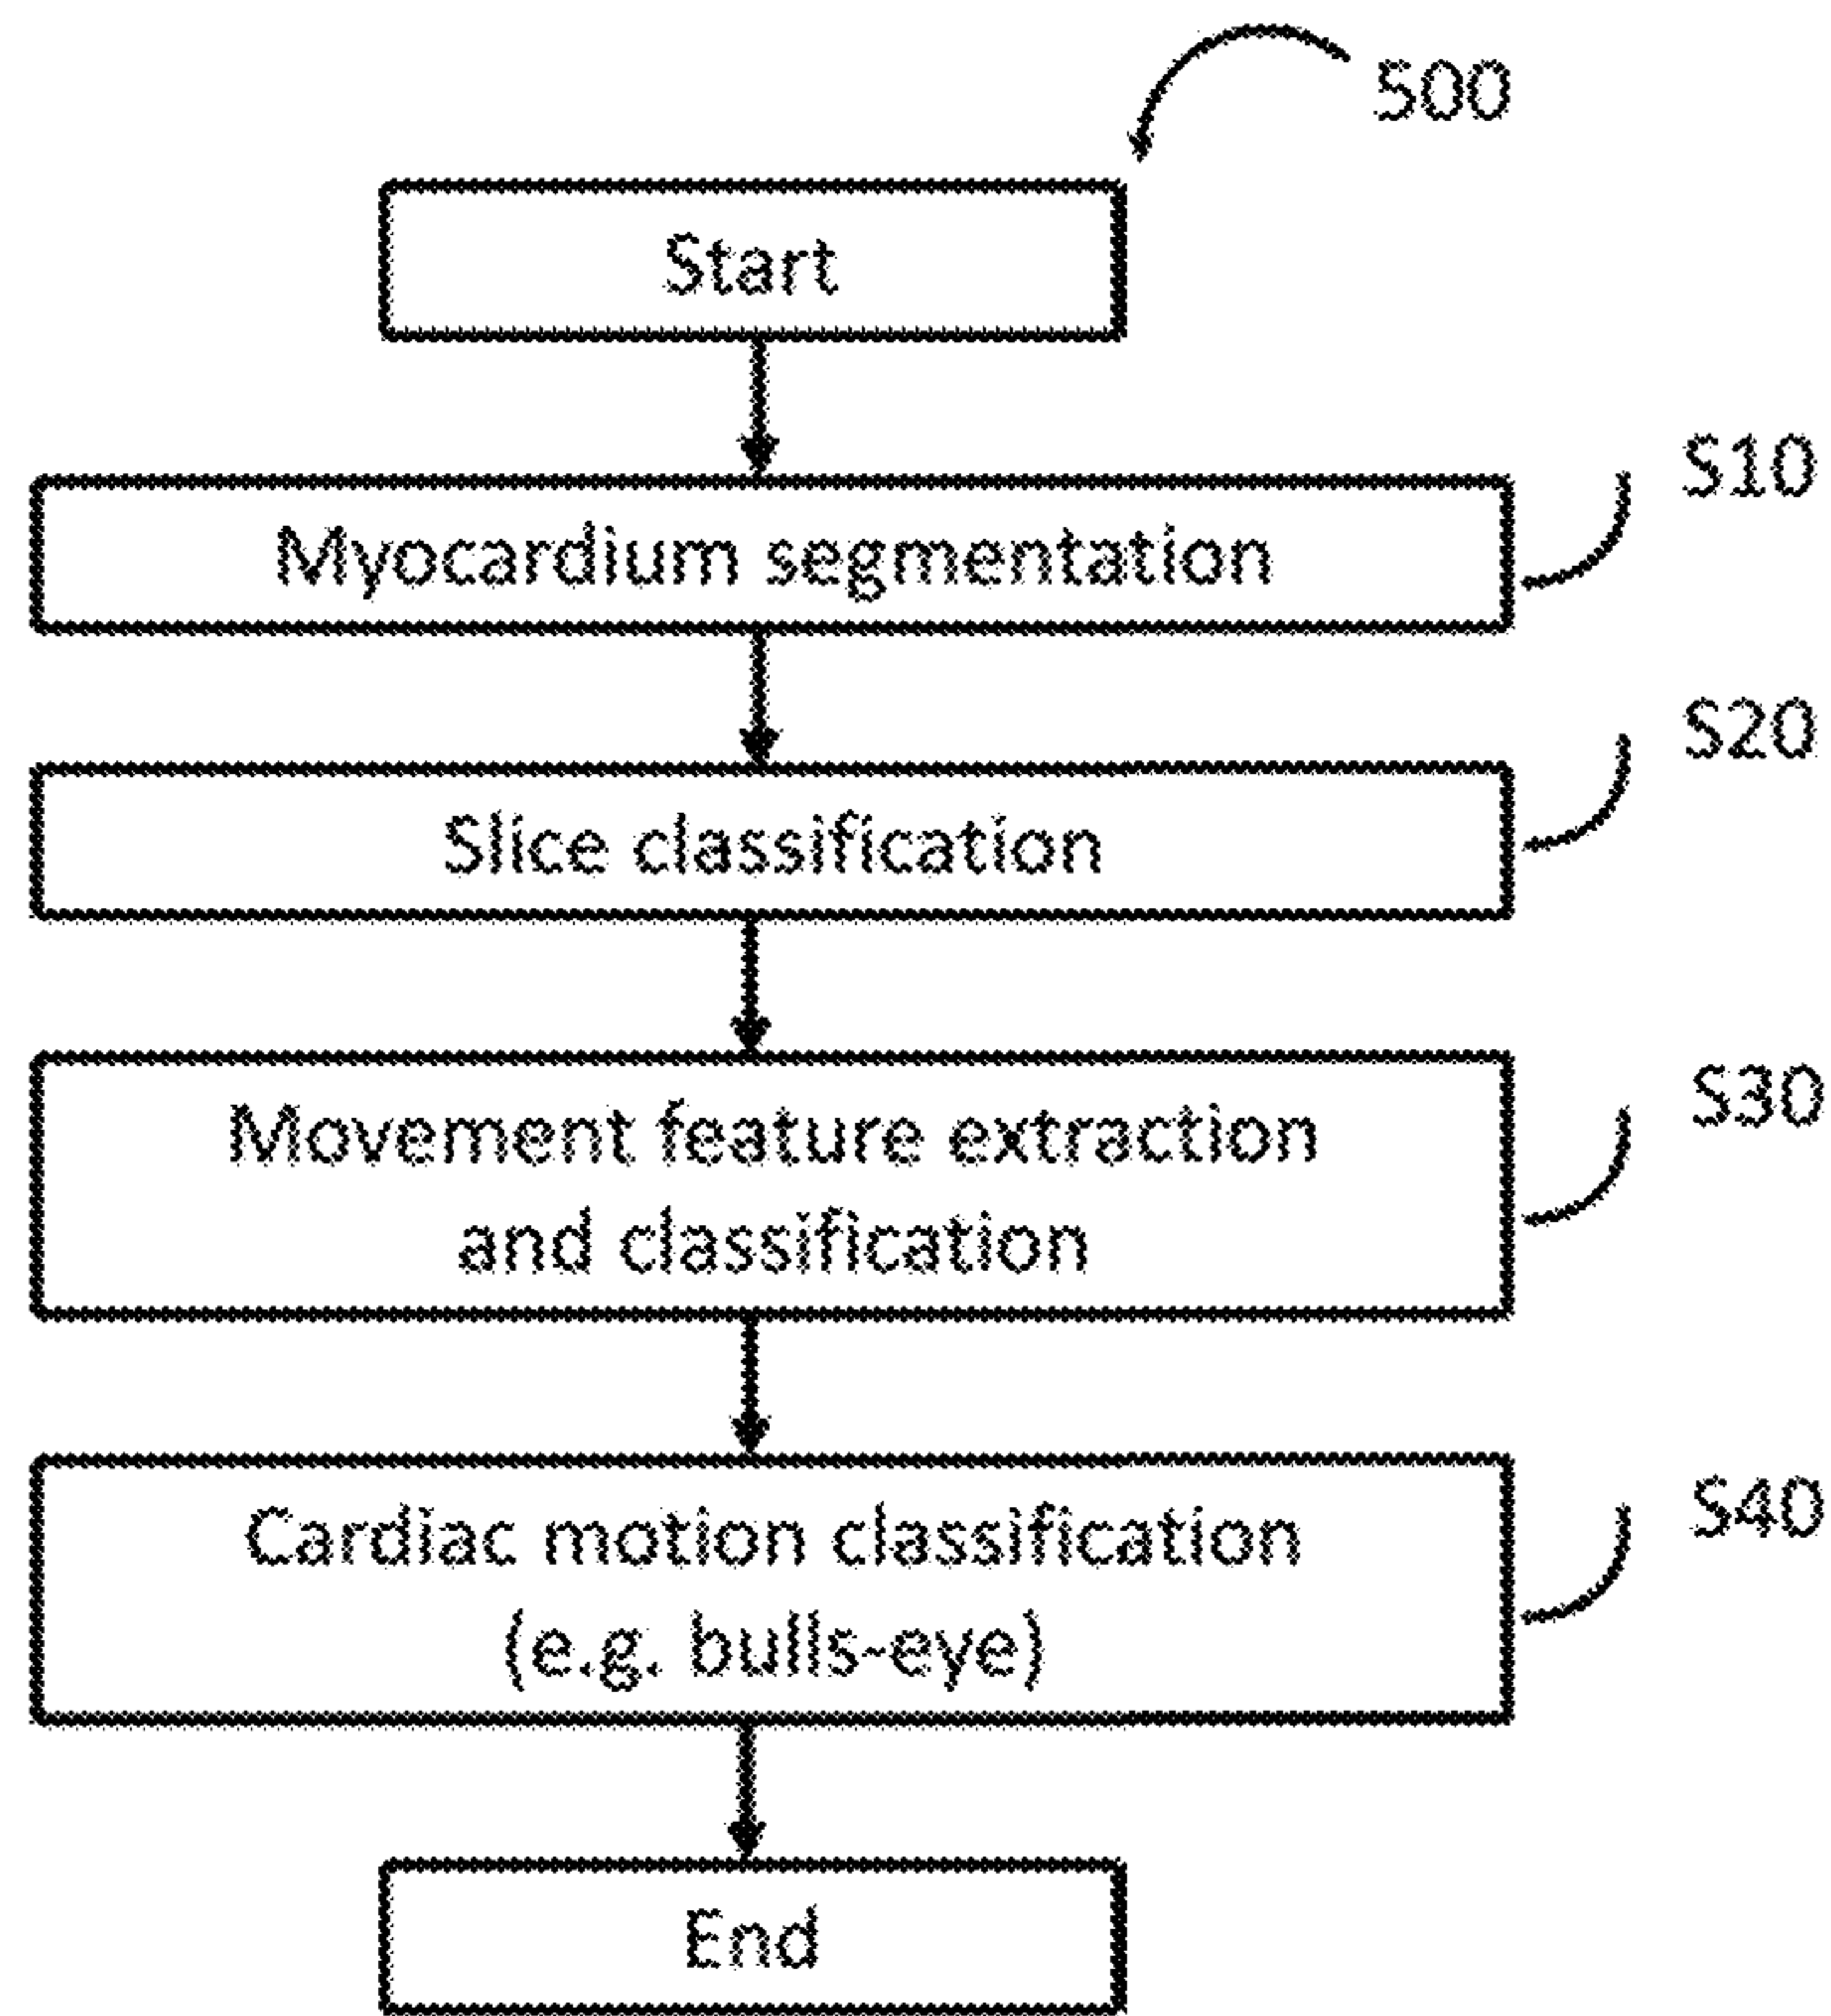 500
Start
S10
Myocardium segmentation
S20
Slice classification
S30
Movement feature extraction
and classification
S40
Cardiac motion classification
(e.g. bulls-eye)
End